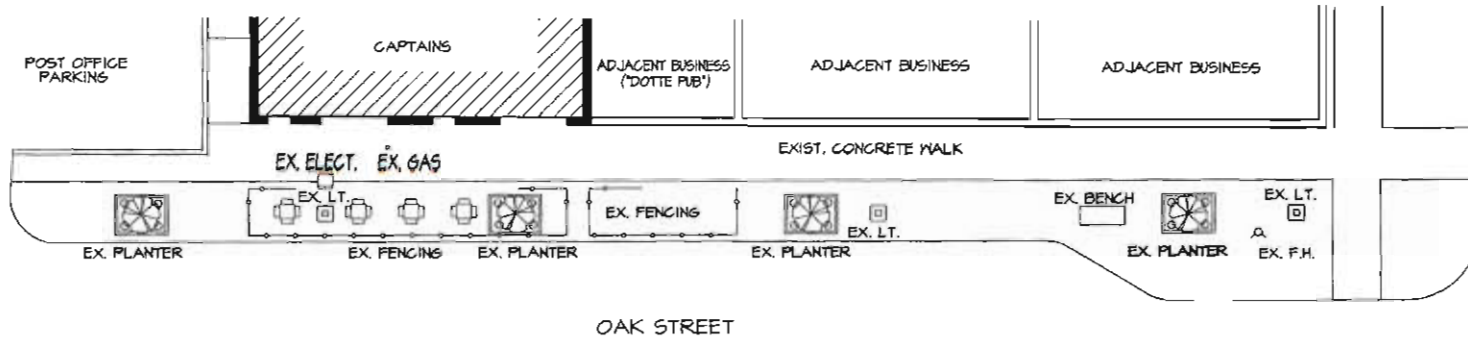 POST OFFICE
PARKING
CAPTAINS
ADJACENT BUSINESS
("DOTTE PUB")
ADJACENT BUSINESS
ADJACENT BUSINESS
EXIST. CONCRETE WALK
EX. ELECT.
EX. GAS
EX. LT.
EX. FENCING
EX. LT.
EX. BENCH
EX. LT.
EX. PLANTER
EX. FENCING
EX. PLANTER
EX. PLANTER
EX. PLANTER
EX. F.H.
OAK STREET